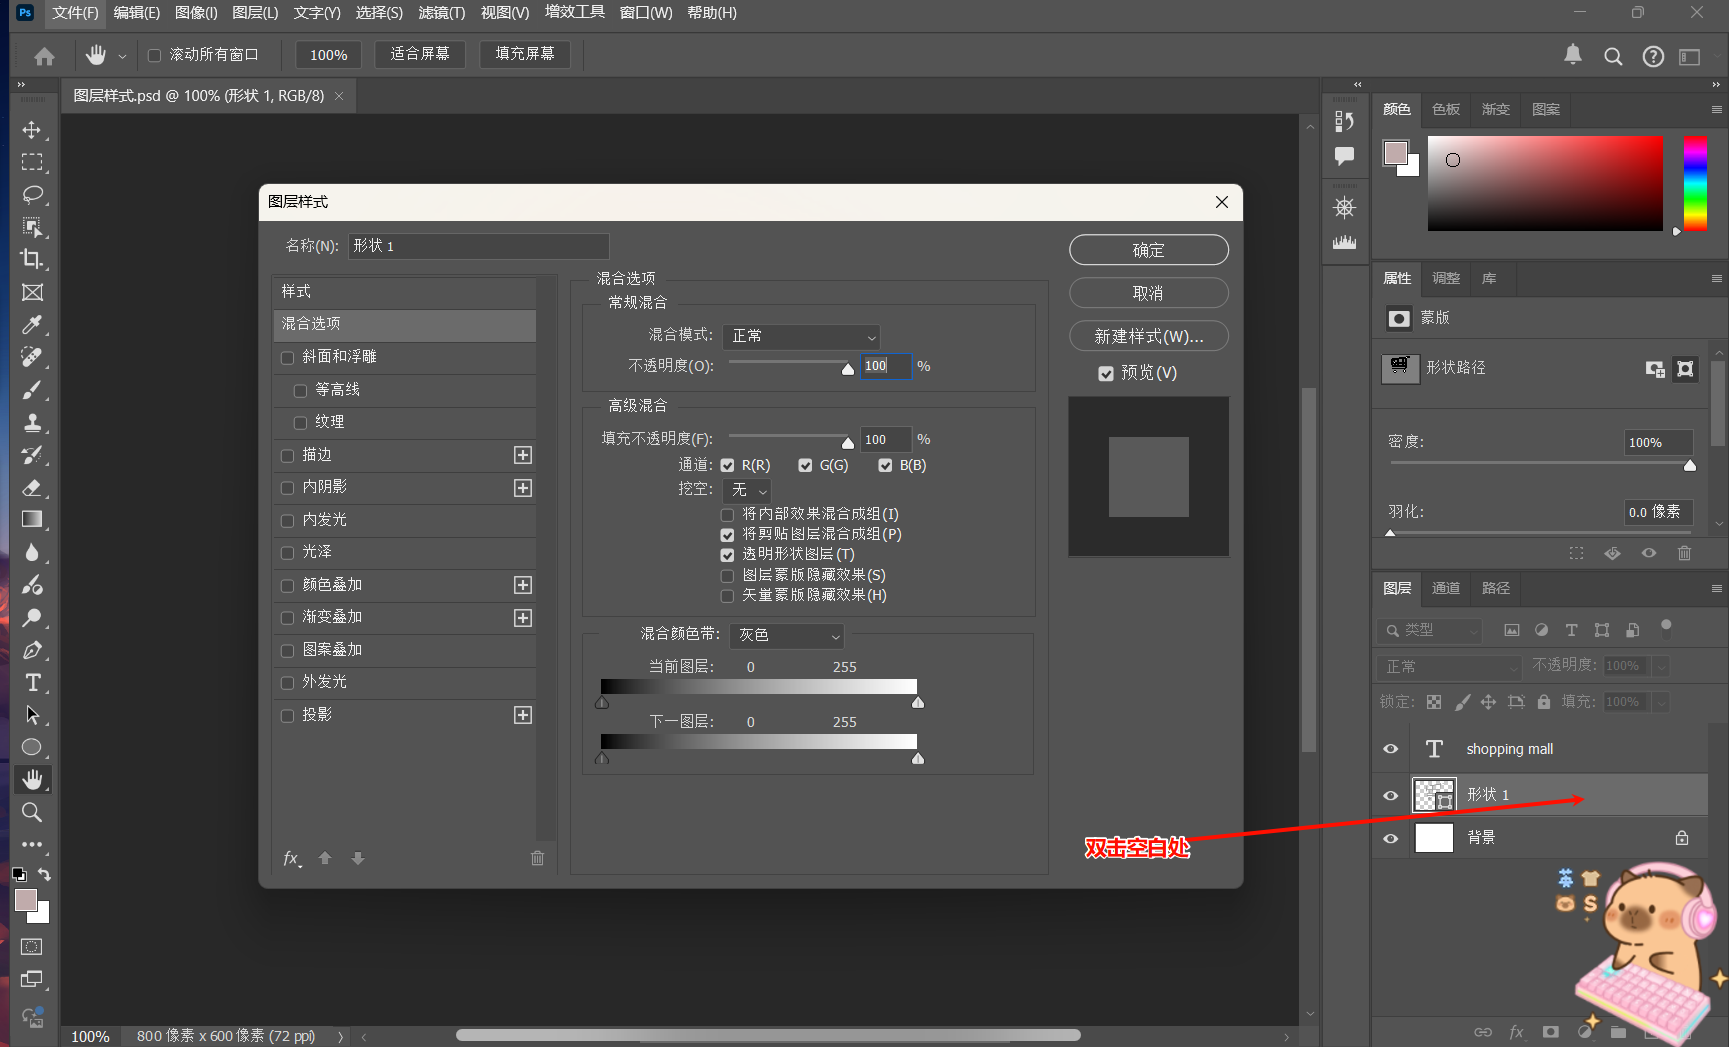 Ps 文件(F) 编辑(E) 图像(I) 图层(L) 文字(Y) 选择(S) 滤镜(T) 视图(V) 增效工具 窗口(W) 帮助(H)
滚动所有窗口 100% 适合屏幕 填充屏幕
图层样式.psd @ 100% (形状 1, RGB/8) ×
图层样式
名称(N): 形状 1
样式
混合选项
斜面和浮雕
等高线
纹理
描边
内阴影
内发光
光泽
颜色叠加
渐变叠加
图案叠加
外发光
投影
fx
混合选项
常规混合
混合模式: 正常
不透明度(O): 100 %
高级混合
填充不透明度(F): 100 %
通道: R(R) G(G) B(B)
挖空: 无
将内部效果混合成组(I)
将剪贴图层混合成组(P)
透明形状图层(T)
图层蒙版隐藏效果(S)
矢量蒙版隐藏效果(H)
混合颜色带: 灰色
当前图层: 0 255
下一图层: 0 255
确定
取消
新建样式(W)...
预览(V)
颜色 色板 渐变 图案
属性 调整 库
蒙版
形状路径
密度: 100%
羽化: 0.0 像素
图层 通道 路径
类型
正常 不透明度: 100%
锁定: 填充: 100%
shopping mall
形状 1
背景
双击空白处
英
S
fx
100% 800 像素 x 600 像素 (72 ppi)